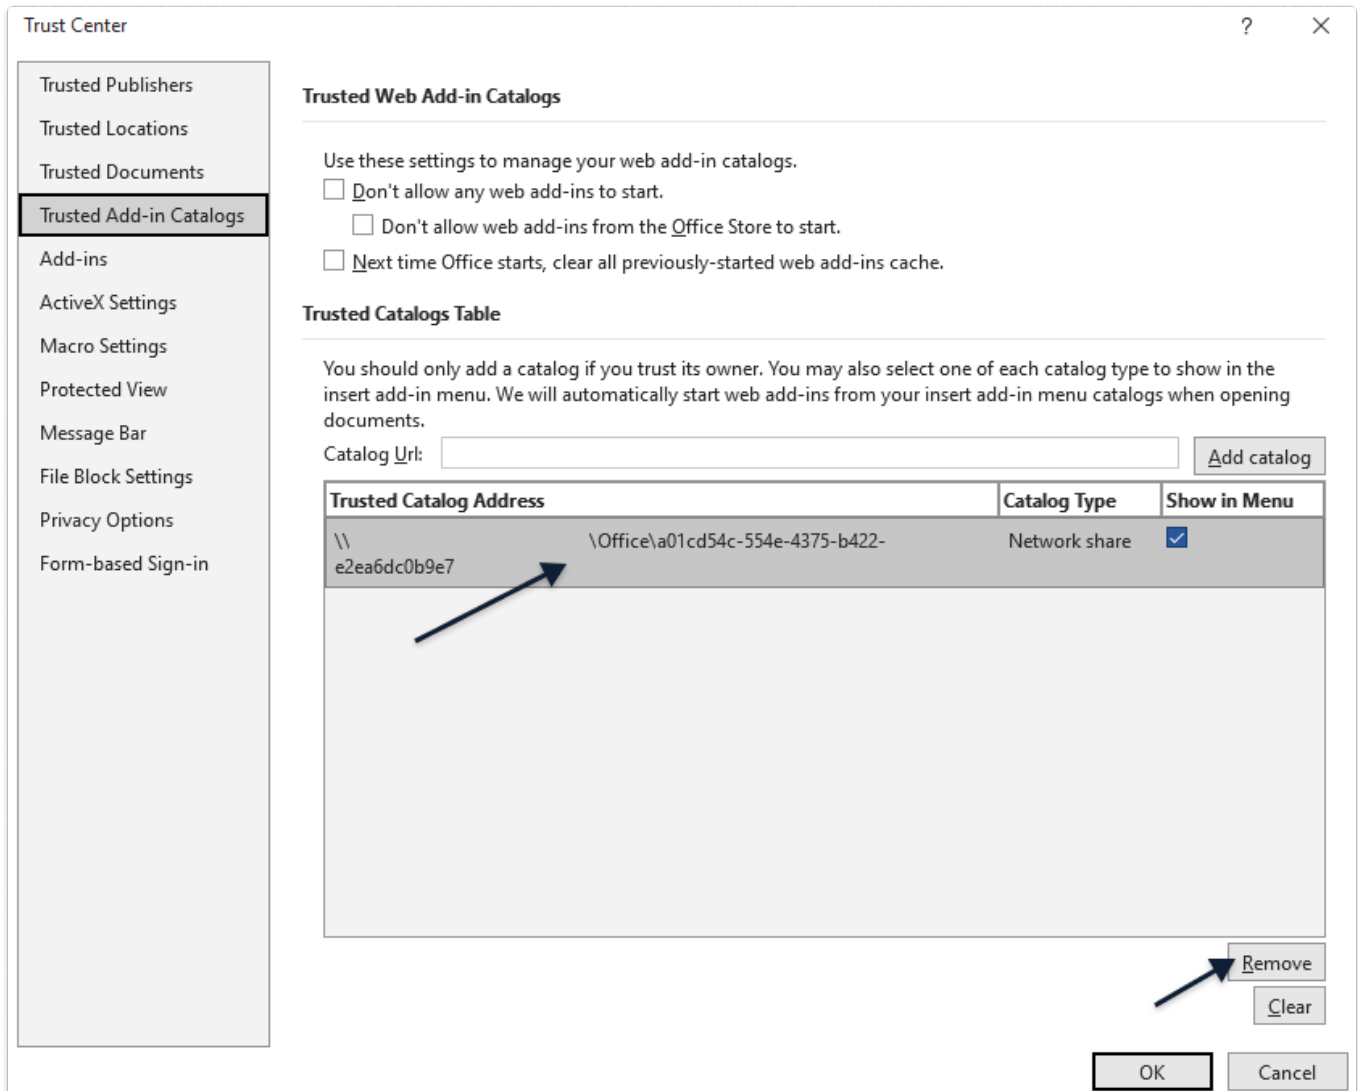 Trust Center
?
Trusted Publishers
Trusted Locations
Trusted Documents
Trusted Add-in Catalogs
Add-ins
ActiveX Settings
Macro Settings
Protected View
Message Bar
File Block Settings
Privacy Options
Form-based Sign-in
Trusted Web Add-in Catalogs
Use these settings to manage your web add-in catalogs.
Don't allow any web add-ins to start.
Don't allow web add-ins from the Office Store to start.
Next time Office starts, clear all previously-started web add-ins cache.
Trusted Catalogs Table
You should only add a catalog if you trust its owner. You may also select one of each catalog type to show in the
insert add-in menu. We will automatically start web add-ins from your insert add-in menu catalogs when opening
documents.
Catalog Url:
Add catalog
Trusted Catalog Address Catalog Type Show in Menu
\\ \Office\a01cd54c-554e-4375-b422- Network share
e2ea6dc0b9e7
Remove
Clear
OK Cancel